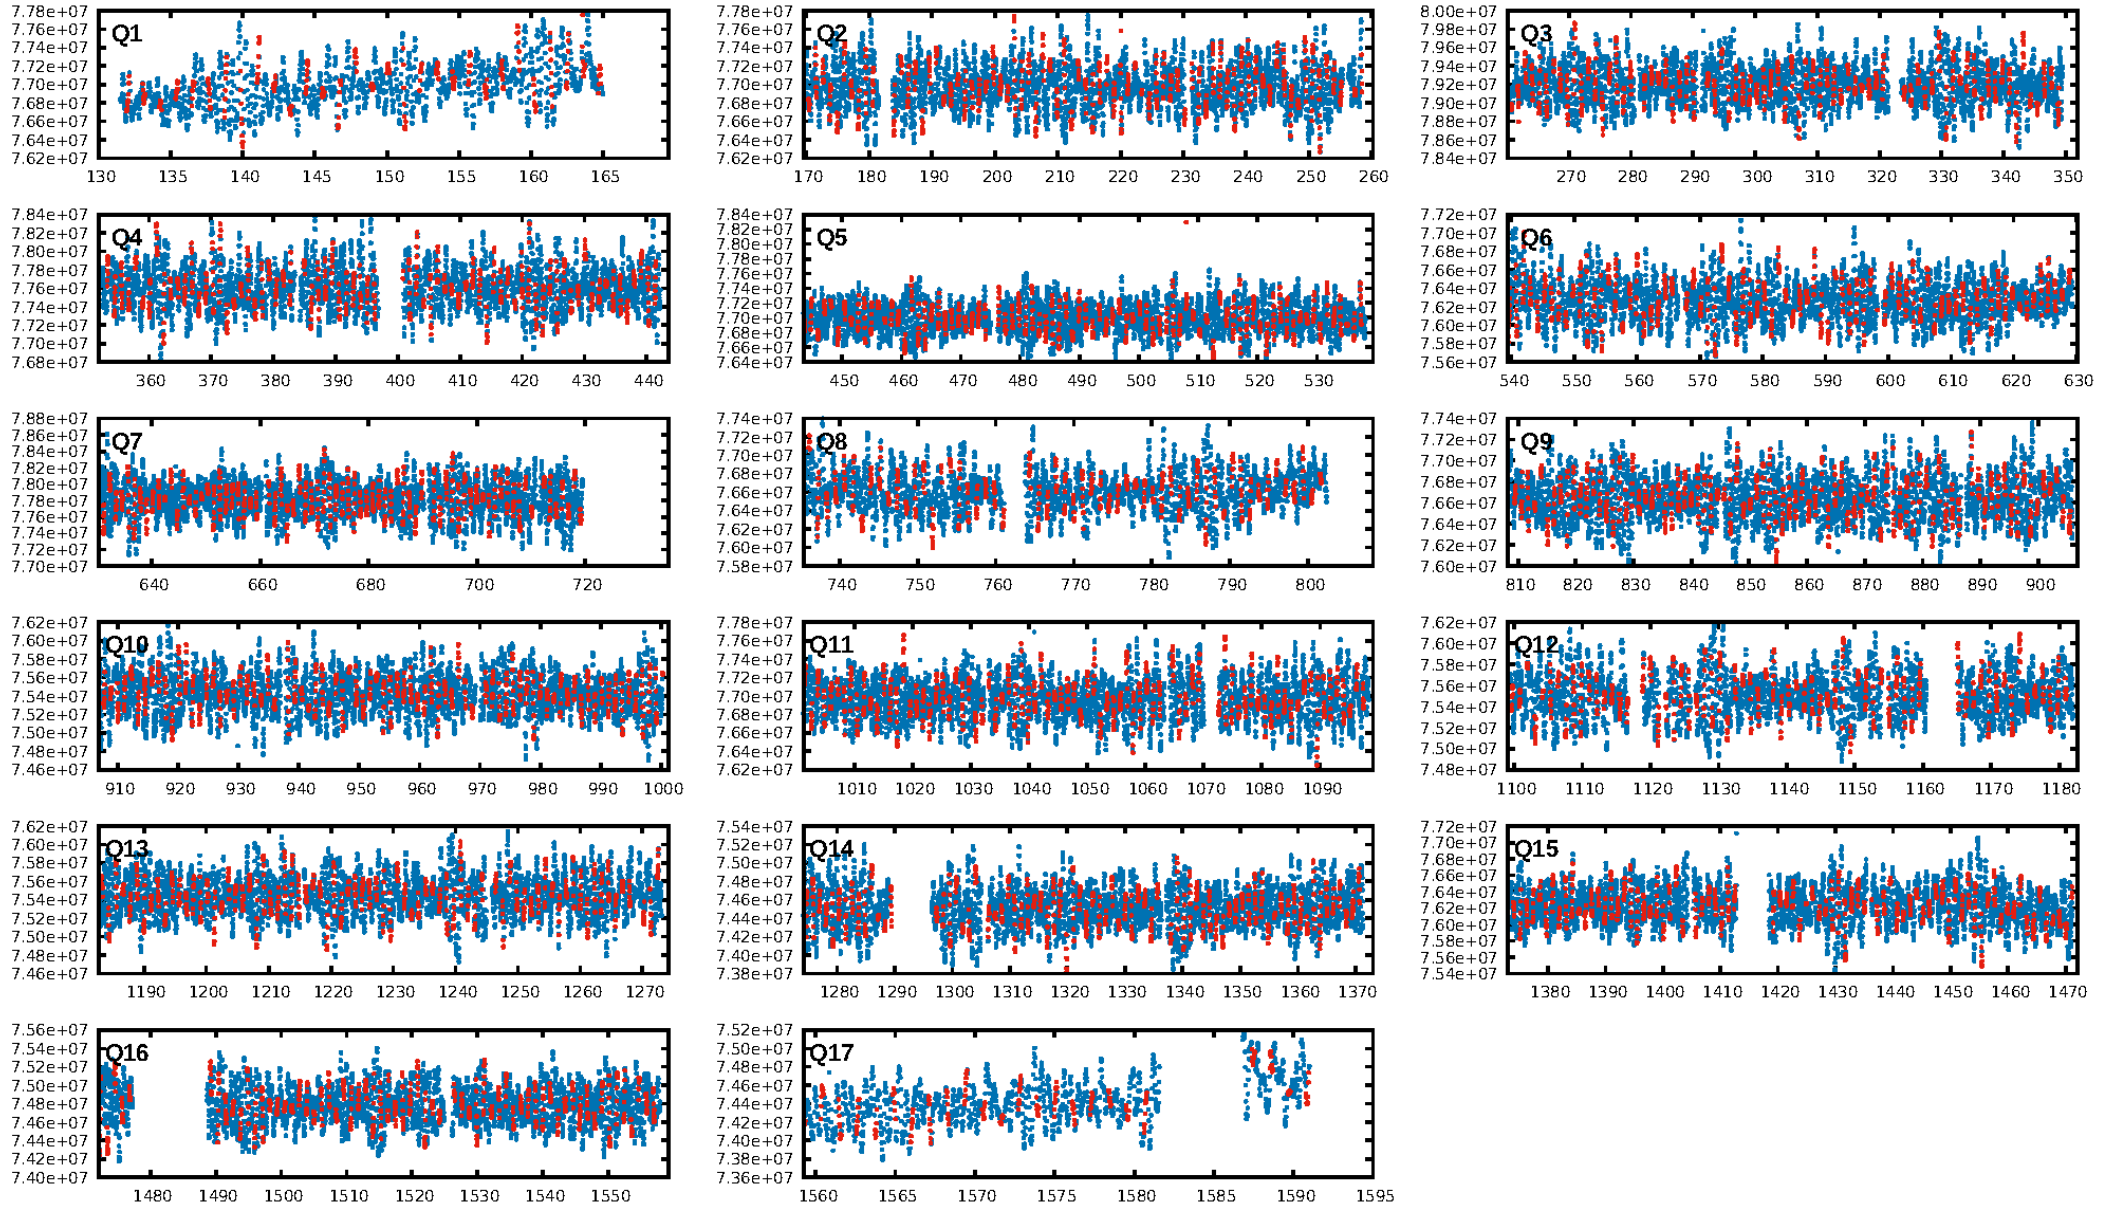 7.78e+07
7.76e+07
7.74e+07
7.72e+07
7.70e+07
7.68e+07
7.66e+07
7.64e+07
7.62e+07
Q1
130 135 140 145 150 155 160 165
7.78e+07
7.76e+07
7.74e+07
7.72e+07
7.70e+07
7.68e+07
7.66e+07
7.64e+07
7.62e+07
Q2
170 180 190 200 210 220 230 240 250 260
8.00e+07
7.98e+07
7.96e+07
7.94e+07
7.92e+07
7.90e+07
7.88e+07
7.86e+07
7.84e+07
Q3
270 280 290 300 310 320 330 340 350
7.84e+07
7.82e+07
7.80e+07
7.78e+07
7.76e+07
7.74e+07
7.72e+07
7.70e+07
7.68e+07
Q4
360 370 380 390 400 410 420 430 440
7.84e+07
7.82e+07
7.80e+07
7.78e+07
7.76e+07
7.74e+07
7.72e+07
7.70e+07
7.68e+07
7.66e+07
7.64e+07
Q5
450 460 470 480 490 500 510 520 530
7.72e+07
7.70e+07
7.68e+07
7.66e+07
7.64e+07
7.62e+07
7.60e+07
7.58e+07
7.56e+07
Q6
540 550 560 570 580 590 600 610 620 630
7.88e+07
7.86e+07
7.84e+07
7.82e+07
7.80e+07
7.78e+07
7.76e+07
7.74e+07
7.72e+07
7.70e+07
Q7
640 660 680 700 720
7.74e+07
7.72e+07
7.70e+07
7.68e+07
7.66e+07
7.64e+07
7.62e+07
7.60e+07
7.58e+07
Q8
740 750 760 770 780 790 800
7.74e+07
7.72e+07
7.70e+07
7.68e+07
7.66e+07
7.64e+07
7.62e+07
7.60e+07
Q9
810 820 830 840 850 860 870 880 890 900
7.62e+07
7.60e+07
7.58e+07
7.56e+07
7.54e+07
7.52e+07
7.50e+07
7.48e+07
7.46e+07
Q10
910 920 930 940 950 960 970 980 990 1000
7.78e+07
7.76e+07
7.74e+07
7.72e+07
7.70e+07
7.68e+07
7.66e+07
7.64e+07
7.62e+07
Q11
1010 1020 1030 1040 1050 1060 1070 1080 1090
7.62e+07
7.60e+07
7.58e+07
7.56e+07
7.54e+07
7.52e+07
7.50e+07
7.48e+07
Q12
1100 1110 1120 1130 1140 1150 1160 1170 1180
7.62e+07
7.60e+07
7.58e+07
7.56e+07
7.54e+07
7.52e+07
7.50e+07
7.48e+07
7.46e+07
Q13
1190 1200 1210 1220 1230 1240 1250 1260 1270
7.54e+07
7.52e+07
7.50e+07
7.48e+07
7.46e+07
7.44e+07
7.42e+07
7.40e+07
7.38e+07
Q14
1280 1290 1300 1310 1320 1330 1340 1350 1360 1370
7.72e+07
7.70e+07
7.68e+07
7.66e+07
7.64e+07
7.62e+07
7.60e+07
7.58e+07
7.56e+07
7.54e+07
Q15
1380 1390 1400 1410 1420 1430 1440 1450 1460 1470
7.56e+07
7.54e+07
7.52e+07
7.50e+07
7.48e+07
7.46e+07
7.44e+07
7.42e+07
7.40e+07
Q16
1480 1490 1500 1510 1520 1530 1540 1550
7.52e+07
7.50e+07
7.48e+07
7.46e+07
7.44e+07
7.42e+07
7.40e+07
7.38e+07
7.36e+07
Q17
1560 1565 1570 1575 1580 1585 1590 1595